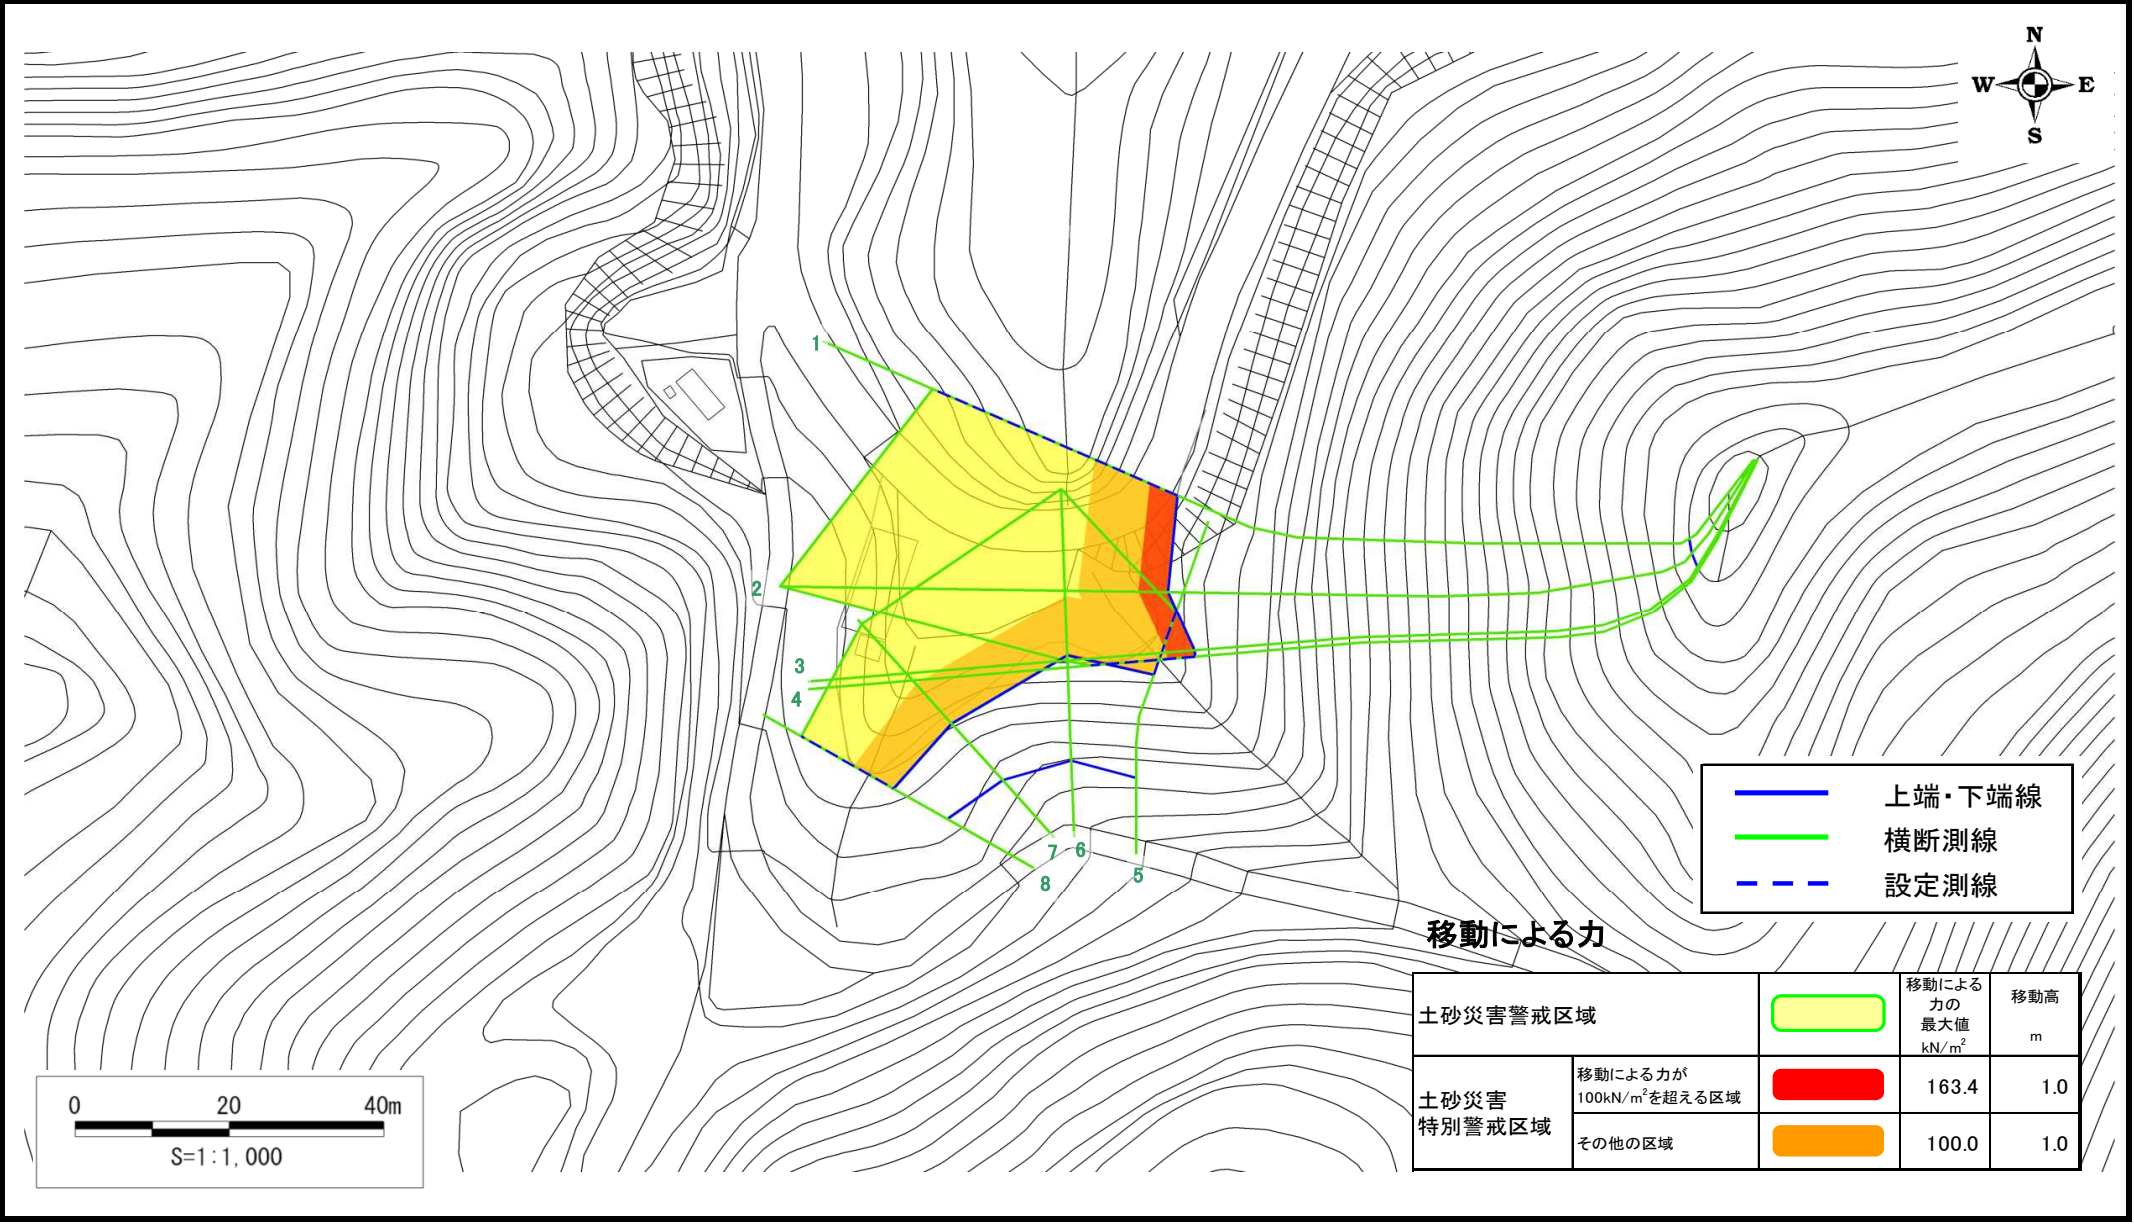 N
W E
S
1
2
3
4
7 6
5
8
上端・下端線
横断測線
設定測線
移動による力
土砂災害警戒区域
移動による
力の
最大値
kN/m²
移動高
m
土砂災害
特別警戒区域
移動による力が
100kN/m²を超える区域
163.4 1.0
その他の区域
100.0 1.0
0 20 40m
S=1:1,000